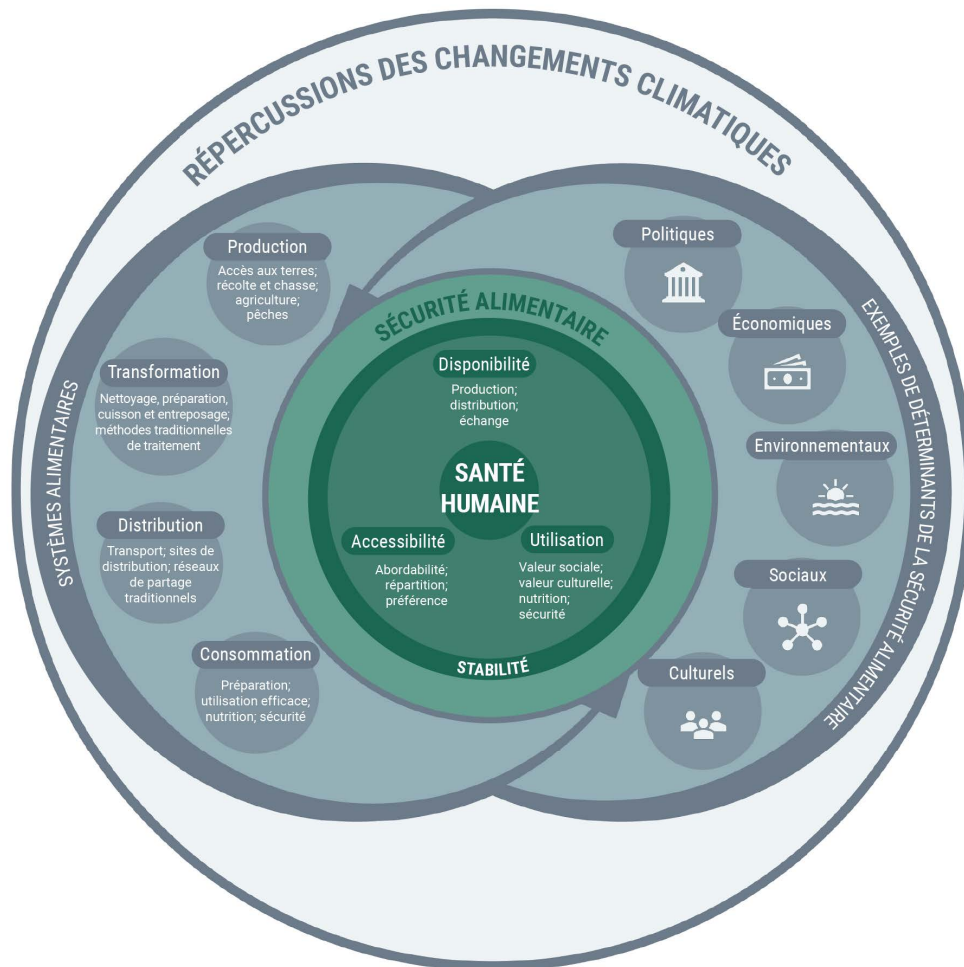 RÉPERCUSSIONS DES CHANGEMENTS CLIMATIQUES
SYSTÈMES ALIMENTAIRES
Production
Accès aux terres;
récolte et chasse;
agriculture;
pêches
Transformation
Nettoyage, préparation,
cuisson et entreposage;
méthodes traditionnelles
de traitement
Distribution
Transport; sites de
distribution; réseaux
de partage
traditionnels
Consommation
Préparation;
utilisation efficace;
nutrition; sécurité
SÉCURITÉ ALIMENTAIRE
Disponibilité
Production;
distribution;
échange
SANTÉ
HUMAINE
Accessibilité
Abordabilité;
répartition;
préférence
Utilisation
Valeur sociale;
valeur culturelle;
nutrition;
sécurité
STABILITÉ
EXEMPLES DE DÉTERMINANTS DE LA SÉCURITÉ ALIMENTAIRE
Politiques
Économiques
Environnementaux
Sociaux
Culturels